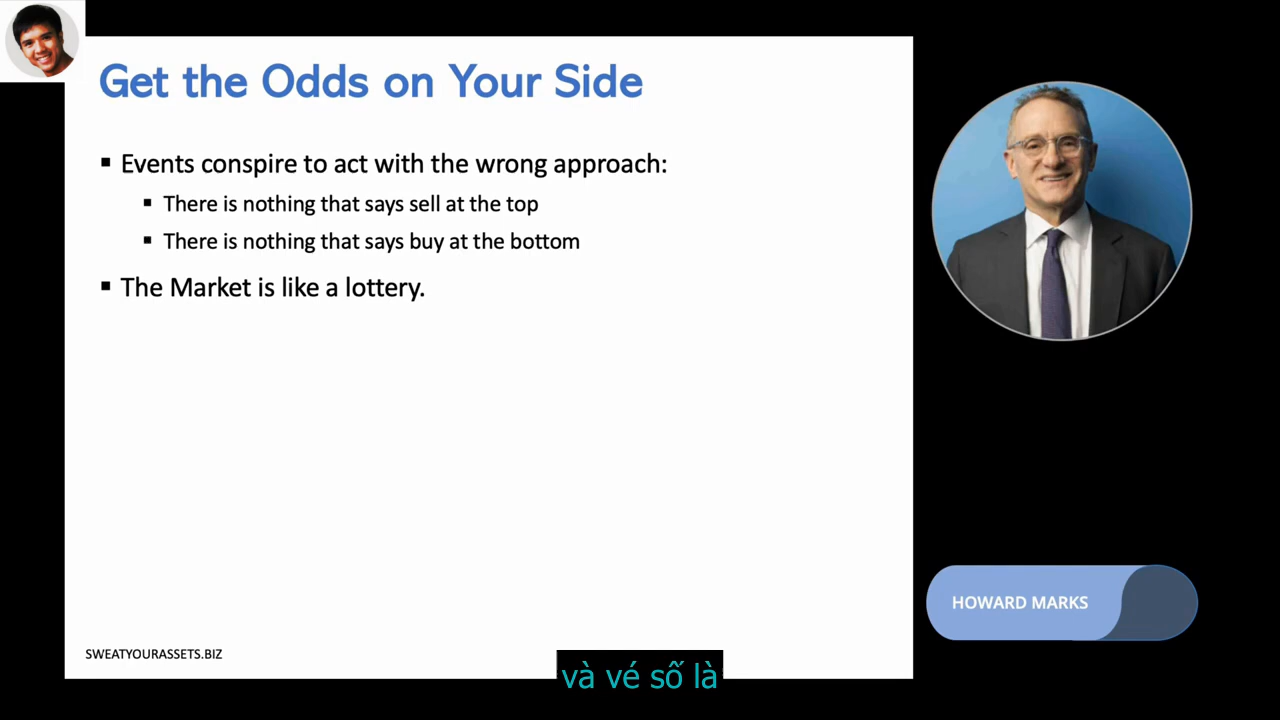 Get the Odds on Your Side
▪ Events conspire to act with the wrong approach:
▪ There is nothing that says sell at the top
▪ There is nothing that says buy at the bottom
▪ The Market is like a lottery.
HOWARD MARKS
SWEATYOURASSETS.BIZ
và vé số là